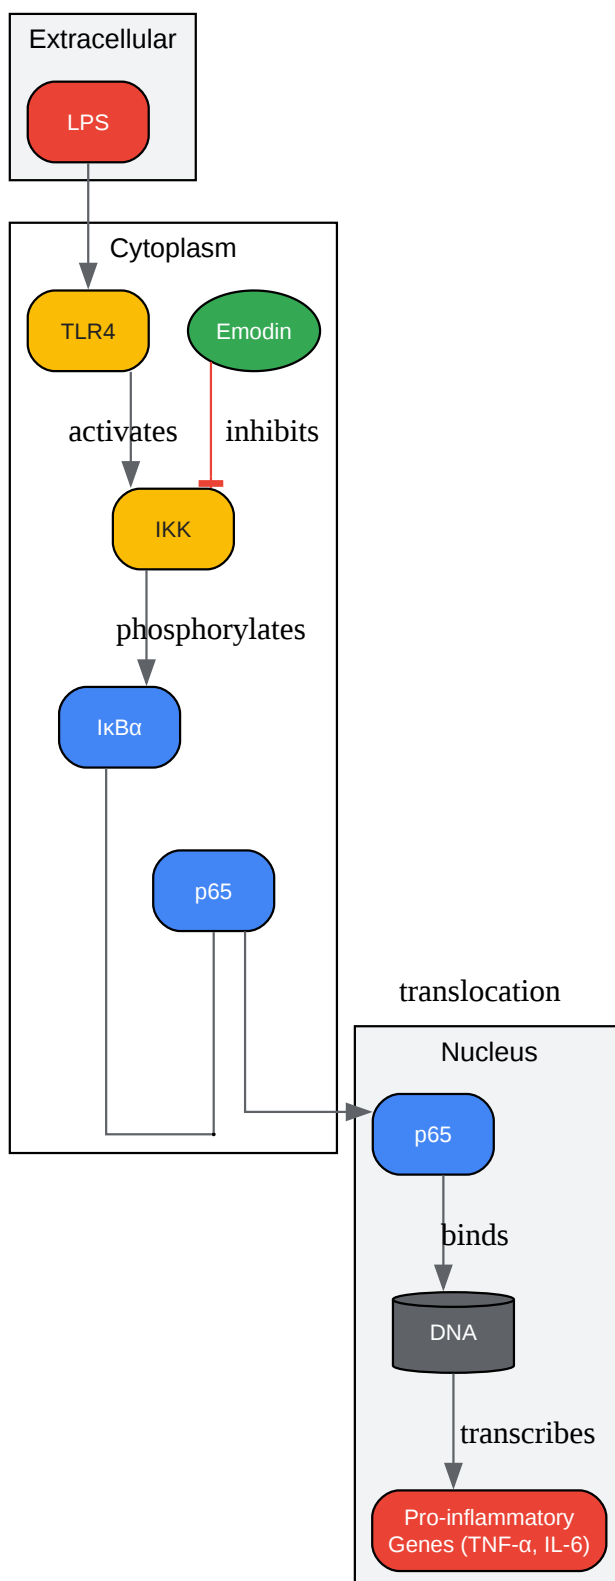 Extracellular
LPS
Cytoplasm
TLR4
Emodin
activates
inhibits
IKK
phosphorylates
IκBα
p65
translocation
Nucleus
p65
binds
DNA
transcribes
Pro-inflammatory
Genes (TNF-α, IL-6)